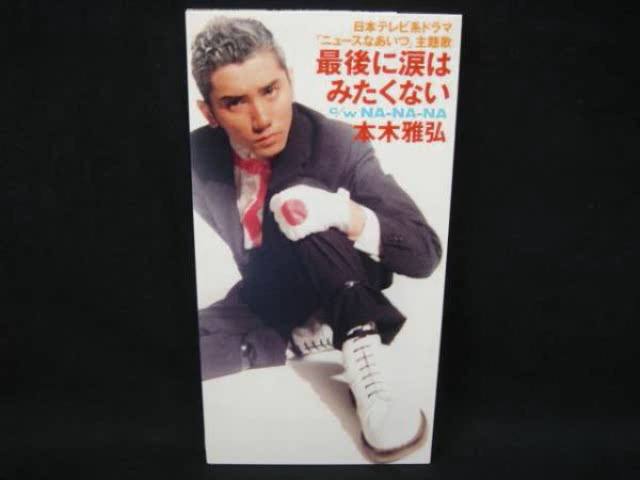 日本テレビ系ドラマ
「ニュースなあいつ」主題歌
最後に涙は
みたくない
c/w NA-NA-NA
本木雅弘